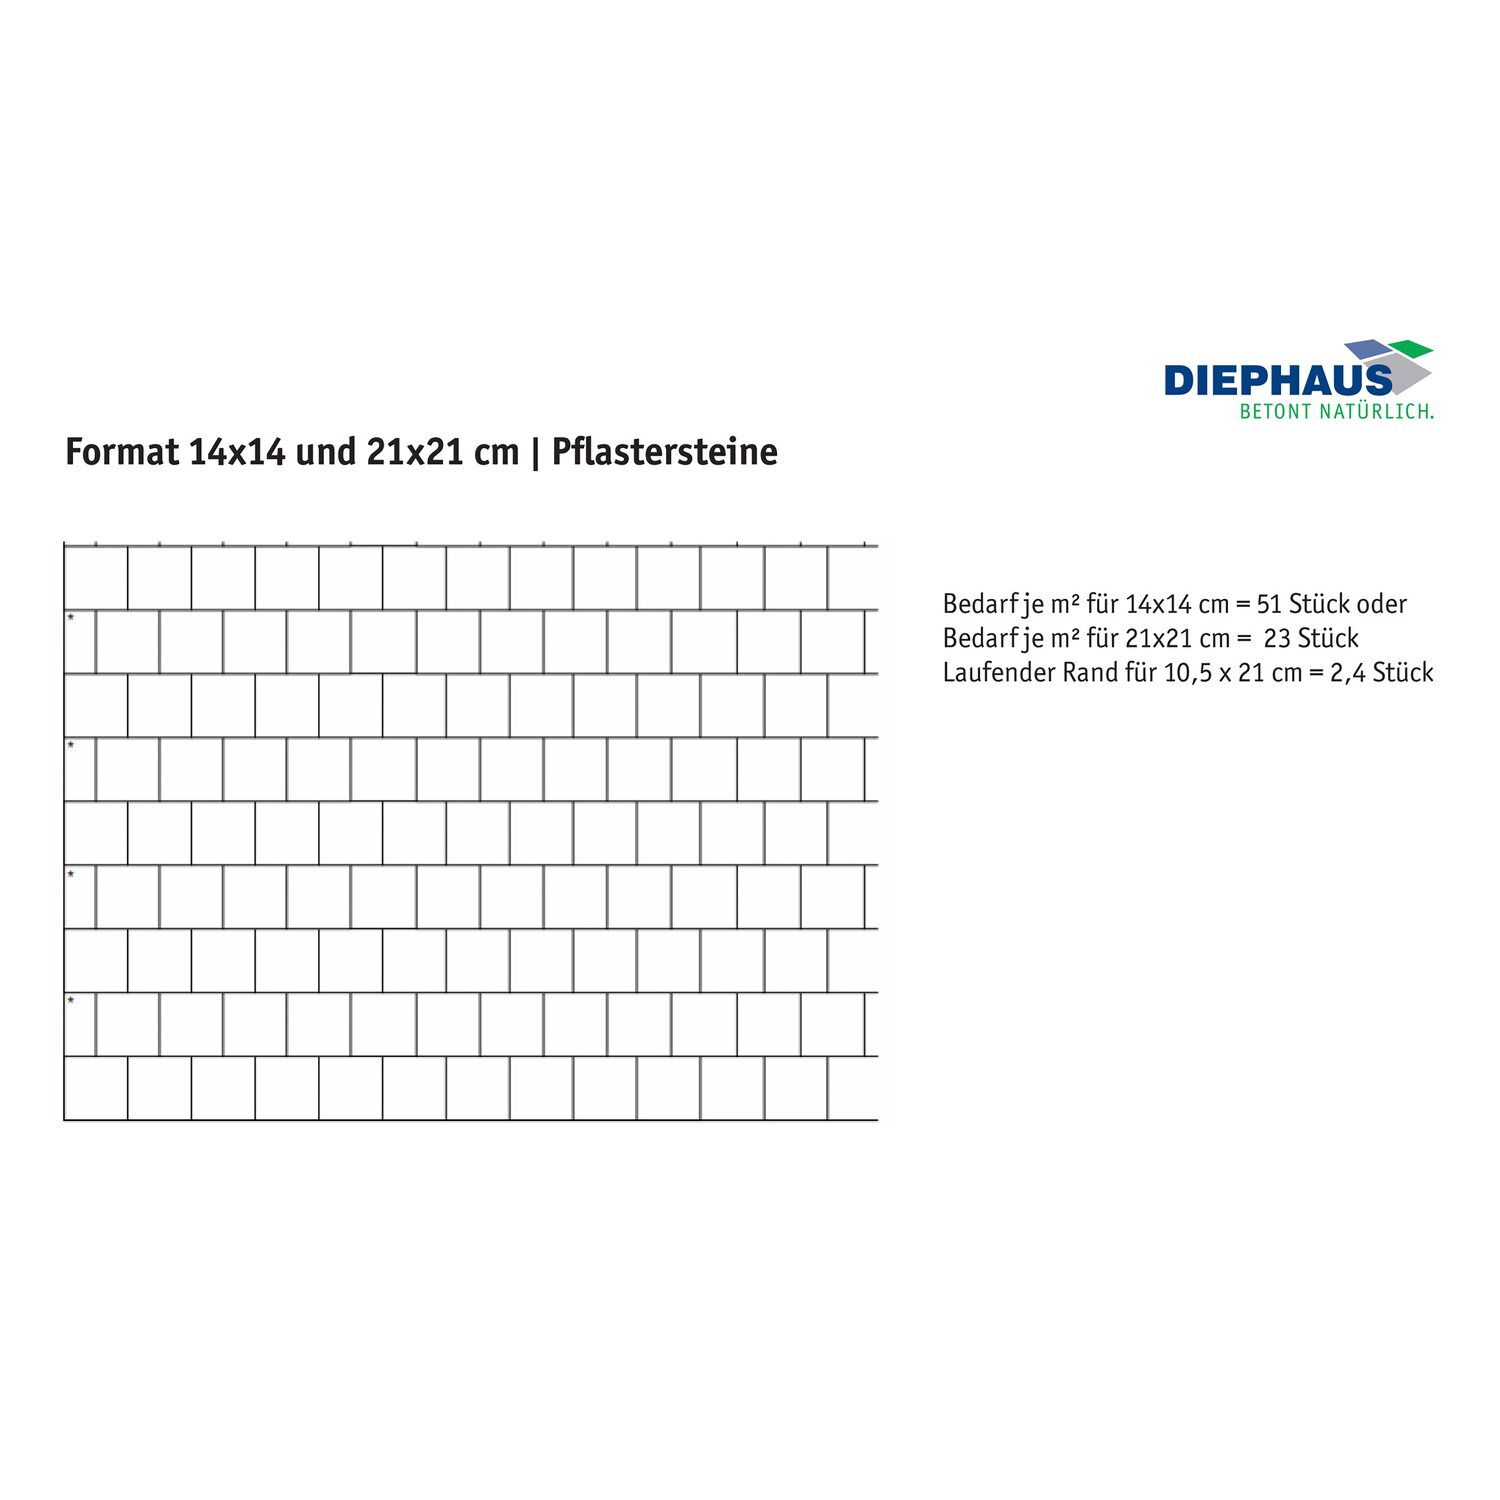 DIEPHAUS
BETONT NATÜRLICH.
Format 14x14 und 21x21 cm | Pflastersteine
Bedarf je m² für 14x14 cm = 51 Stück oder
Bedarf je m² für 21x21 cm = 23 Stück
Laufender Rand für 10,5 x 21 cm = 2,4 Stück
*
*
*
*